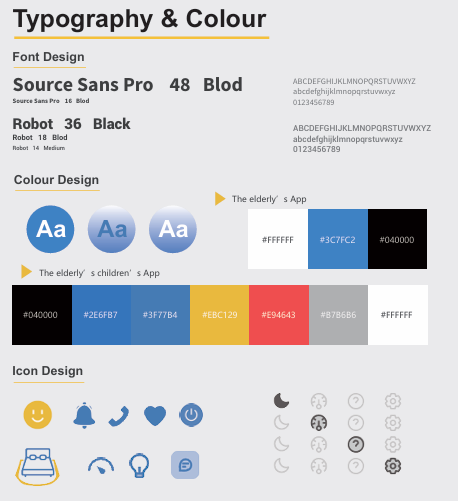 Typography & Colour
Font Design
Source Sans Pro 48 Blod
Source Sans Pro 16 Blod
ABCDEFGHIJKLMNOPQRSTUVWXYZ
abcdefghijklmnopqrstuvwxyz
0123456789
Robot 36 Black
Robot 18 Blod
Robot 14 Medium
ABCDEFGHIJKLMNOPQRSTUVWXYZ
abcdefghijklmnopqrstuvwxyz
0123456789
Colour Design
The elderly’s App
Aa Aa Aa
#FFFFFF #3C7FC2 #040000
The elderly’s children’s App
#040000 #2E6FB7 #3F77B4 #EBC129 #E94643 #B7B6B6 #FFFFFF
Icon Design